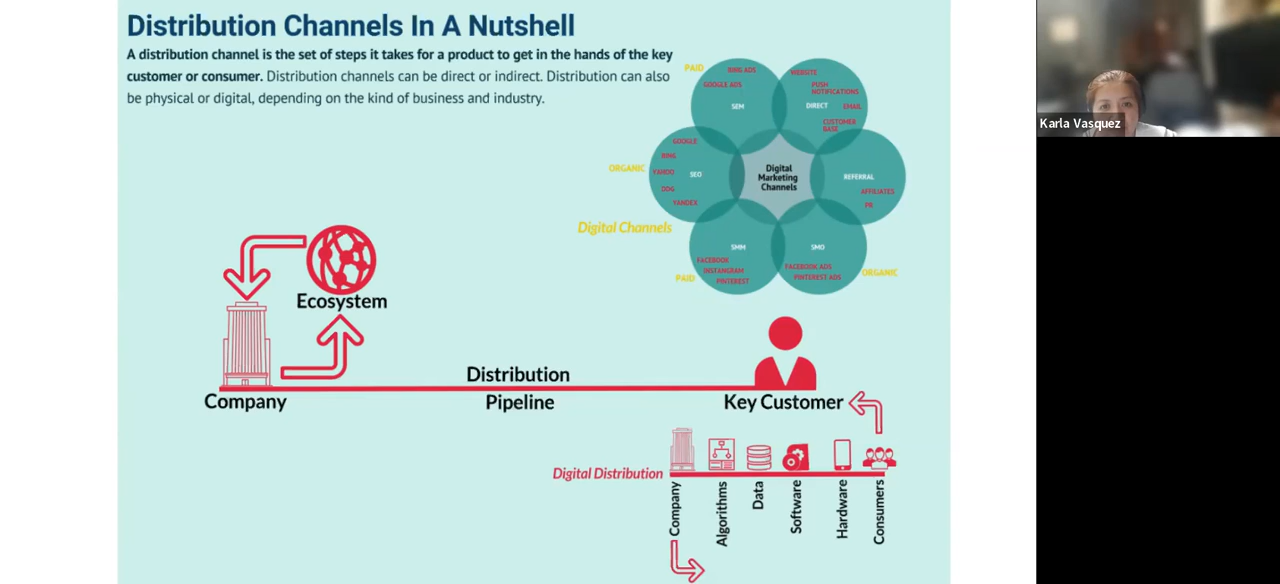 Distribution Channels In A Nutshell
A distribution channel is the set of steps it takes for a product to get in the hands of the key
customer or consumer. Distribution channels can be direct or indirect. Distribution can also
be physical or digital, depending on the kind of business and industry.
PAID
BING ADS
GOOGLE ADS
SEM
WEBSITE
PUSH
NOTIFICATIONS
DIRECT
EMAIL
CUSTOMER
BASE
ORGANIC
GOOGLE
BING
YAHOO
SEO
DDG
YANDEX
Digital
Marketing
Channels
REFERRAL
AFFILIATES
PR
Digital Channels
SMM
FACEBOOK
INSTAGRAM
PINTEREST
PAID
SMO
FACEBOOK ADS
PINTEREST ADS
ORGANIC
Ecosystem
Company
Distribution
Pipeline
Key Customer
Digital Distribution
Company
Algorithms
Data
Software
Hardware
Consumers
Karla Vasquez